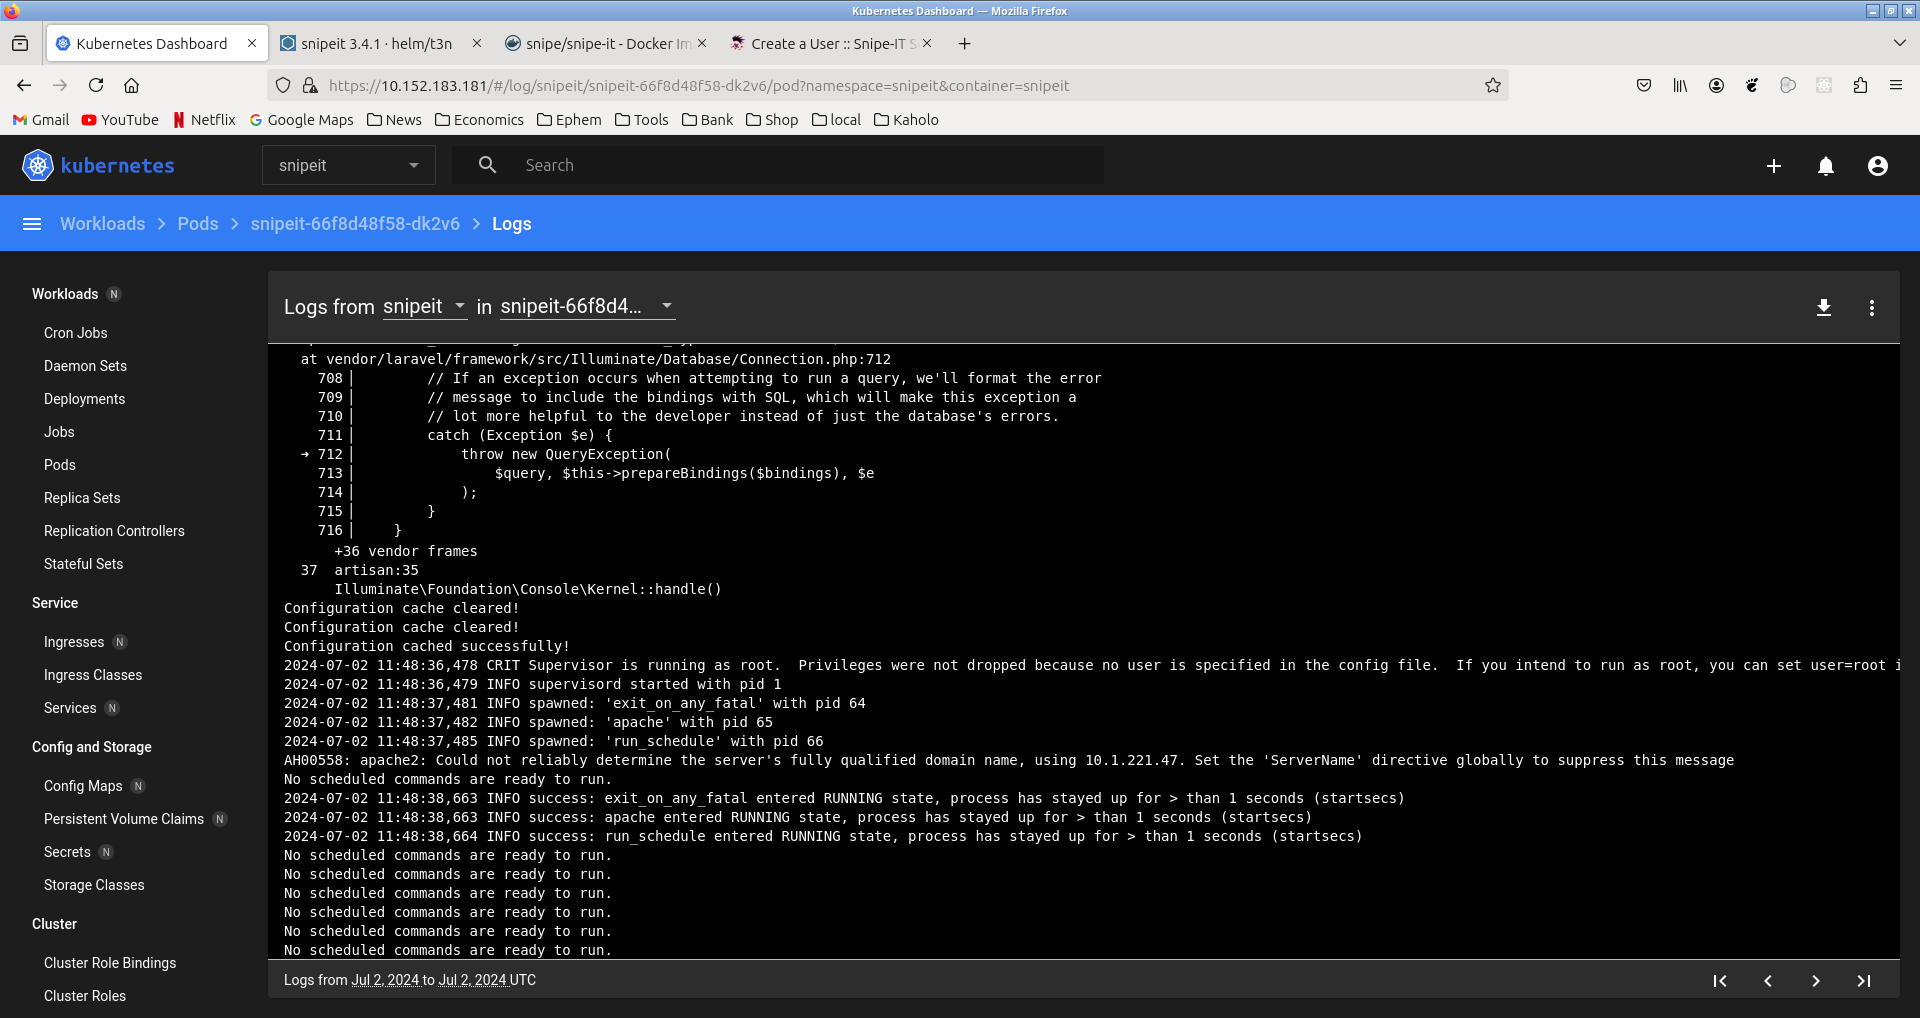 Kubernetes Dashboard — Mozilla Firefox
Kubernetes Dashboard
snipeit 3.4.1 · helm/t3n
snipe/snipe-it - Docker Im
Create a User :: Snipe-IT S
https://10.152.183.181/#/log/snipeit/snipeit-66f8d48f58-dk2v6/pod?namespace=snipeit&container=snipeit
Gmail YouTube Netflix Google Maps News Economics Ephem Tools Bank Shop local Kaholo
kubernetes
snipeit
Search
Workloads > Pods > snipeit-66f8d48f58-dk2v6 > Logs
Workloads N
Cron Jobs
Daemon Sets
Deployments
Jobs
Pods
Replica Sets
Replication Controllers
Stateful Sets
Service
Ingresses N
Ingress Classes
Services N
Config and Storage
Config Maps N
Persistent Volume Claims N
Secrets N
Storage Classes
Cluster
Cluster Role Bindings
Cluster Roles
Logs from snipeit in snipeit-66f8d4...
at vendor/laravel/framework/src/Illuminate/Database/Connection.php:712
708| // If an exception occurs when attempting to run a query, we'll format the error
709| // message to include the bindings with SQL, which will make this exception a
710| // lot more helpful to the developer instead of just the database's errors.
711| catch (Exception $e) {
➜ 712| throw new QueryException(
713| $query, $this->prepareBindings($bindings), $e
714| );
715| }
716| }
+36 vendor frames
37 artisan:35
Illuminate\Foundation\Console\Kernel::handle()
Configuration cache cleared!
Configuration cache cleared!
Configuration cached successfully!
2024-07-02 11:48:36,478 CRIT Supervisor is running as root. Privileges were not dropped because no user is specified in the config file. If you intend to run as root, you can set user=root i
2024-07-02 11:48:36,479 INFO supervisord started with pid 1
2024-07-02 11:48:37,481 INFO spawned: 'exit_on_any_fatal' with pid 64
2024-07-02 11:48:37,482 INFO spawned: 'apache' with pid 65
2024-07-02 11:48:37,485 INFO spawned: 'run_schedule' with pid 66
AH00558: apache2: Could not reliably determine the server's fully qualified domain name, using 10.1.221.47. Set the 'ServerName' directive globally to suppress this message
No scheduled commands are ready to run.
2024-07-02 11:48:38,663 INFO success: exit_on_any_fatal entered RUNNING state, process has stayed up for > than 1 seconds (startsecs)
2024-07-02 11:48:38,663 INFO success: apache entered RUNNING state, process has stayed up for > than 1 seconds (startsecs)
2024-07-02 11:48:38,664 INFO success: run_schedule entered RUNNING state, process has stayed up for > than 1 seconds (startsecs)
No scheduled commands are ready to run.
No scheduled commands are ready to run.
No scheduled commands are ready to run.
No scheduled commands are ready to run.
No scheduled commands are ready to run.
No scheduled commands are ready to run.
Logs from Jul 2, 2024 to Jul 2, 2024 UTC